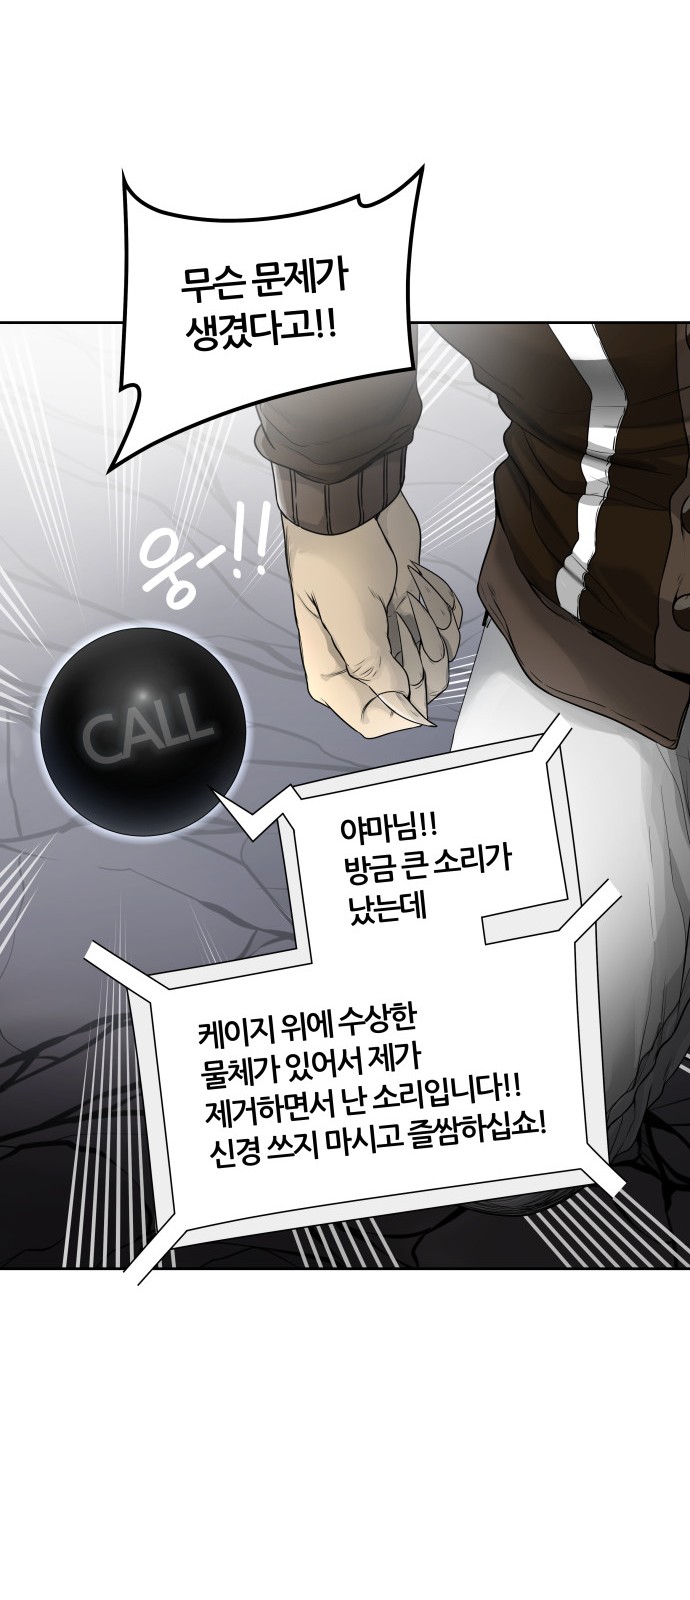 무슨 문제가
생겼다고!!
웅-!!
CALL
야마님!!
방금 큰 소리가
났는데
케이지 위에 수상한
물체가 있어서 제가
제거하면서 난 소리입니다!!
신경 쓰지 마시고 즐쌈하십쇼!